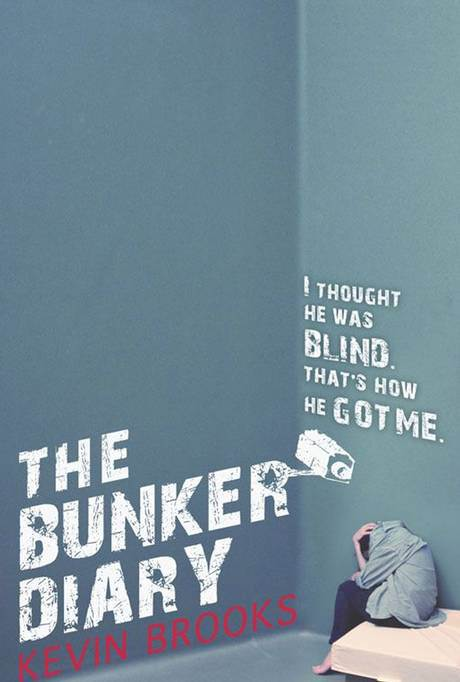 I THOUGHT
HE WAS
BLIND.
THAT'S HOW
HE GOT ME.
THE
BUNKER
DIARY
KEVIN BROOKS